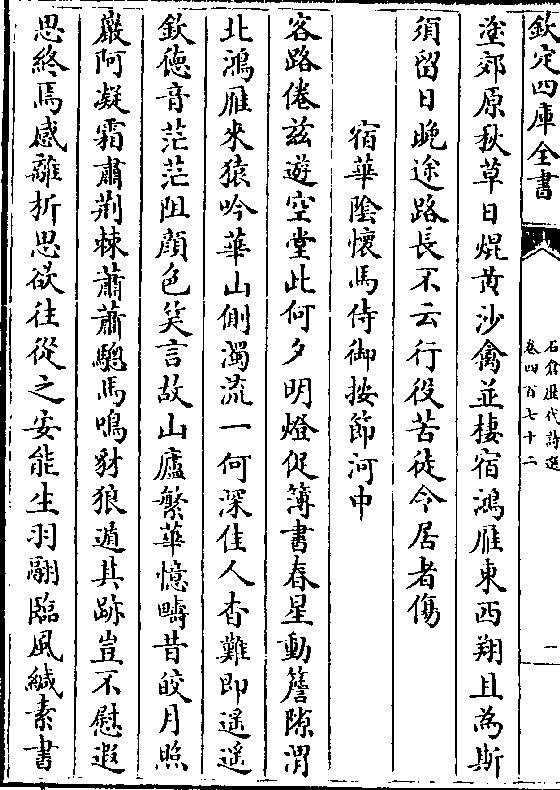 欽定四庫全書
石倉歷代詩選
卷四百七十二
一
塗郊原秋草日焜黄沙禽並棲宿鴻雁東西翔且為斯
須留日晩途路長不云行役苦徒令居者傷
宿華陰懐馬侍御按節河中
客路倦兹遊空堂此何夕明燈促簿書春星動簷隙渭
北鴻雁來猿吟華山側濁流一何深佳人杳難即遥遥
欽徳音茫茫阻顔色笑言故山廬繁華憶疇昔皎月照
巖阿凝霜肅荆棘蕭蕭驄馬鳴豺狼遁其跡豈不慰遐
思終焉感離析思欲往從之安能生羽翮臨風緘素書